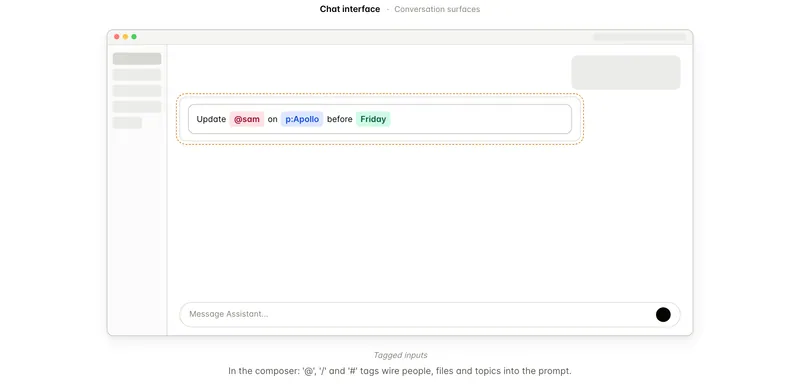 Chat interface · Conversation surfaces
Update @sam on p:Apollo before Friday
Message Assistant...
Tagged inputs
In the composer: '@', '/' and '#' tags wire people, files and topics into the prompt.